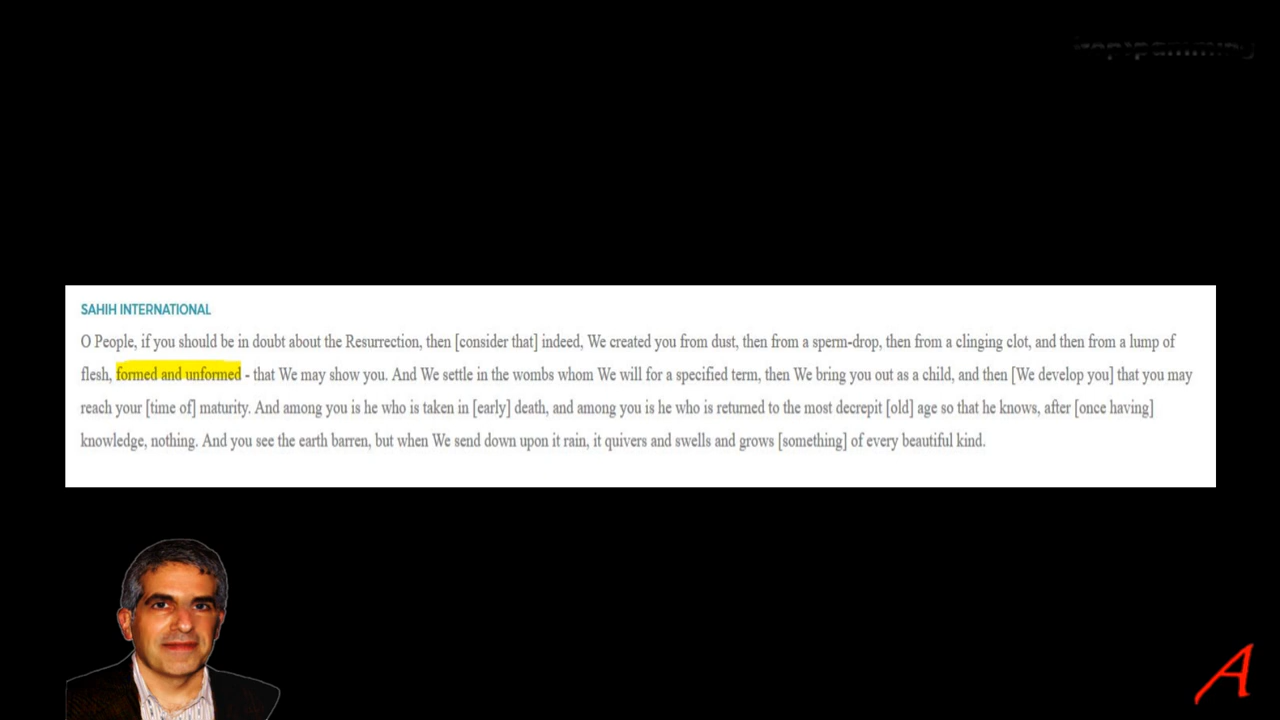 SAHIH INTERNATIONAL
O People, if you should be in doubt about the Resurrection, then [consider that] indeed, We created you from dust, then from a sperm-drop, then from a clinging clot, and then from a lump of
flesh, formed and unformed - that We may show you. And We settle in the wombs whom We will for a specified term, then We bring you out as a child, and then [We develop you] that you may
reach your [time of] maturity. And among you is he who is taken in [early] death, and among you is he who is returned to the most decrepit [old] age so that he knows, after [once having]
knowledge, nothing. And you see the earth barren, but when We send down upon it rain, it quivers and swells and grows [something] of every beautiful kind.
A